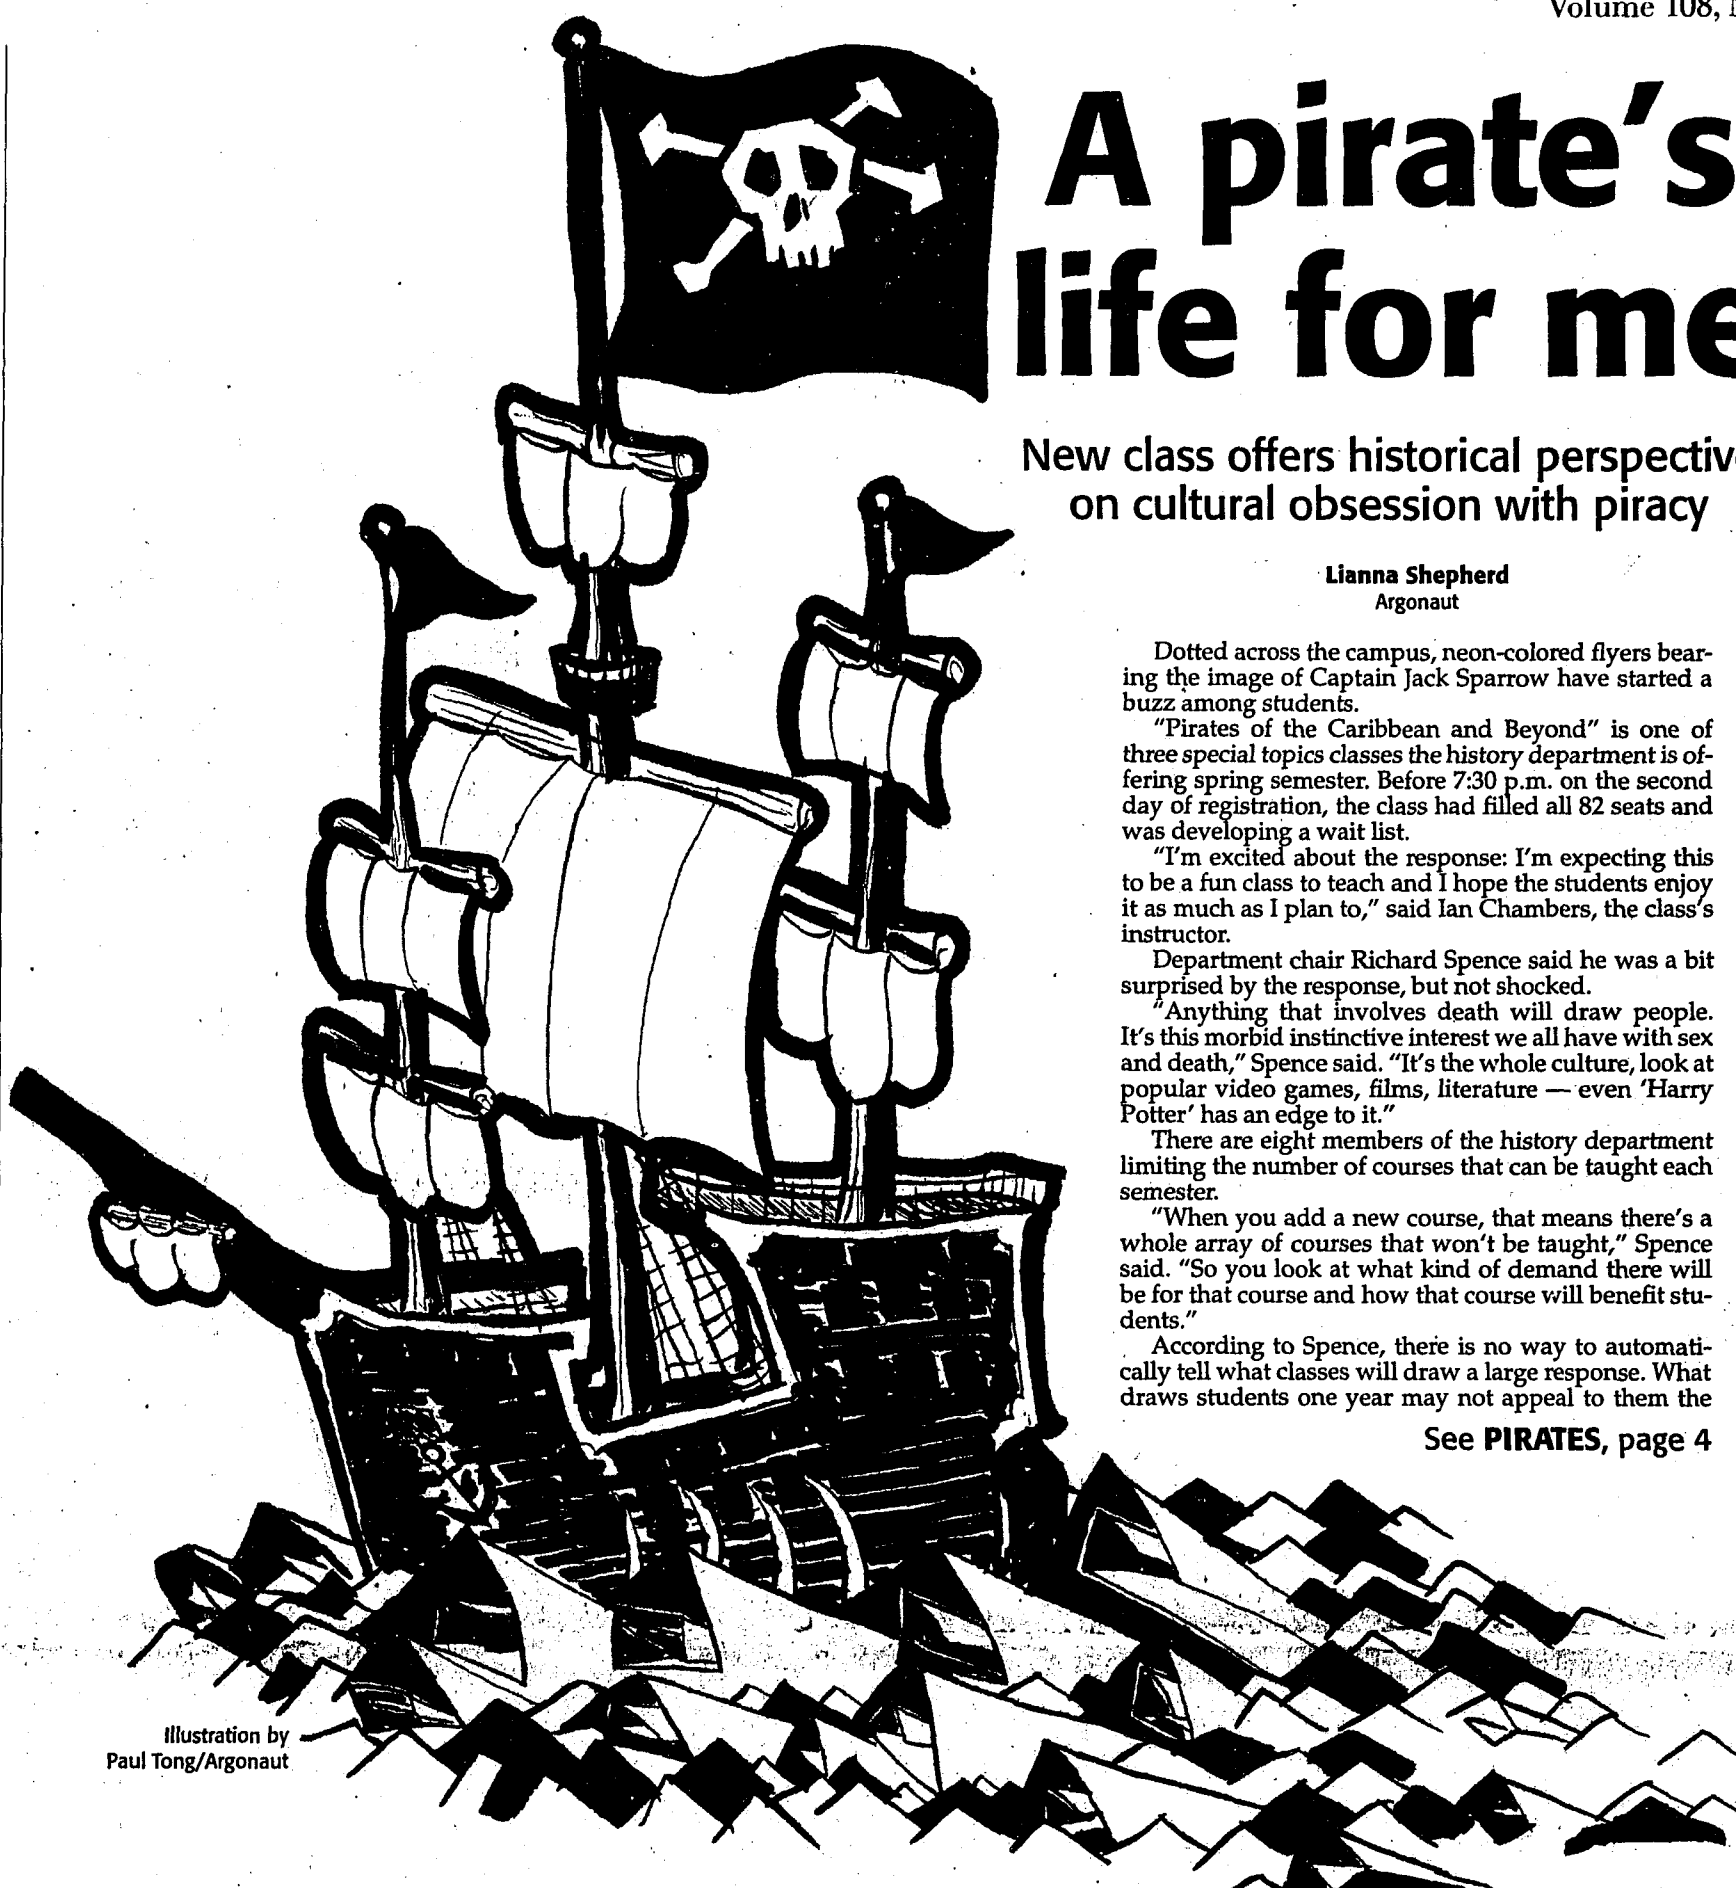 Volume 108,
A pirate's
life for me
New class offers historical perspective
on cultural obsession with piracy
Lianna Shepherd
Argonaut
Dotted across the campus, neon-colored flyers bear-
ing the image of Captain Jack Sparrow have started a
buzz among students.
"Pirates of the Caribbean and Beyond" is one of
three special topics classes the history department is of-
fering spring semester. Before 7:30 p.m. on the second
day of registration, the class had filled all 82 seats and
was developing a wait list.
"I'm excited about the response: I'm expecting this
to be a fun class to teach and I hope the students enjoy
it as much as I plan to," said Ian Chambers, the class's
instructor.
Department chair Richard Spence said he was a bit
surprised by the response, but not shocked.
"Anything that involves death will draw people.
It's this morbid instinctive interest we all have with sex
and death," Spence said. "It's the whole culture, look at
popular video games, films, literature — even 'Harry
Potter' has an edge to it."
There are eight members of the history department
limiting the number of courses that can be taught each
semester.
"When you add a new course, that means there's a
whole array of courses that won't be taught," Spence
said. "So you look at what kind of demand there will
be for that course and how that course will benefit stu-
dents."
According to Spence, there is no way to automati-
cally tell what classes will draw a large response. What
draws students one year may not appeal to them the
See PIRATES, page 4
Illustration by
Paul Tong/Argonaut